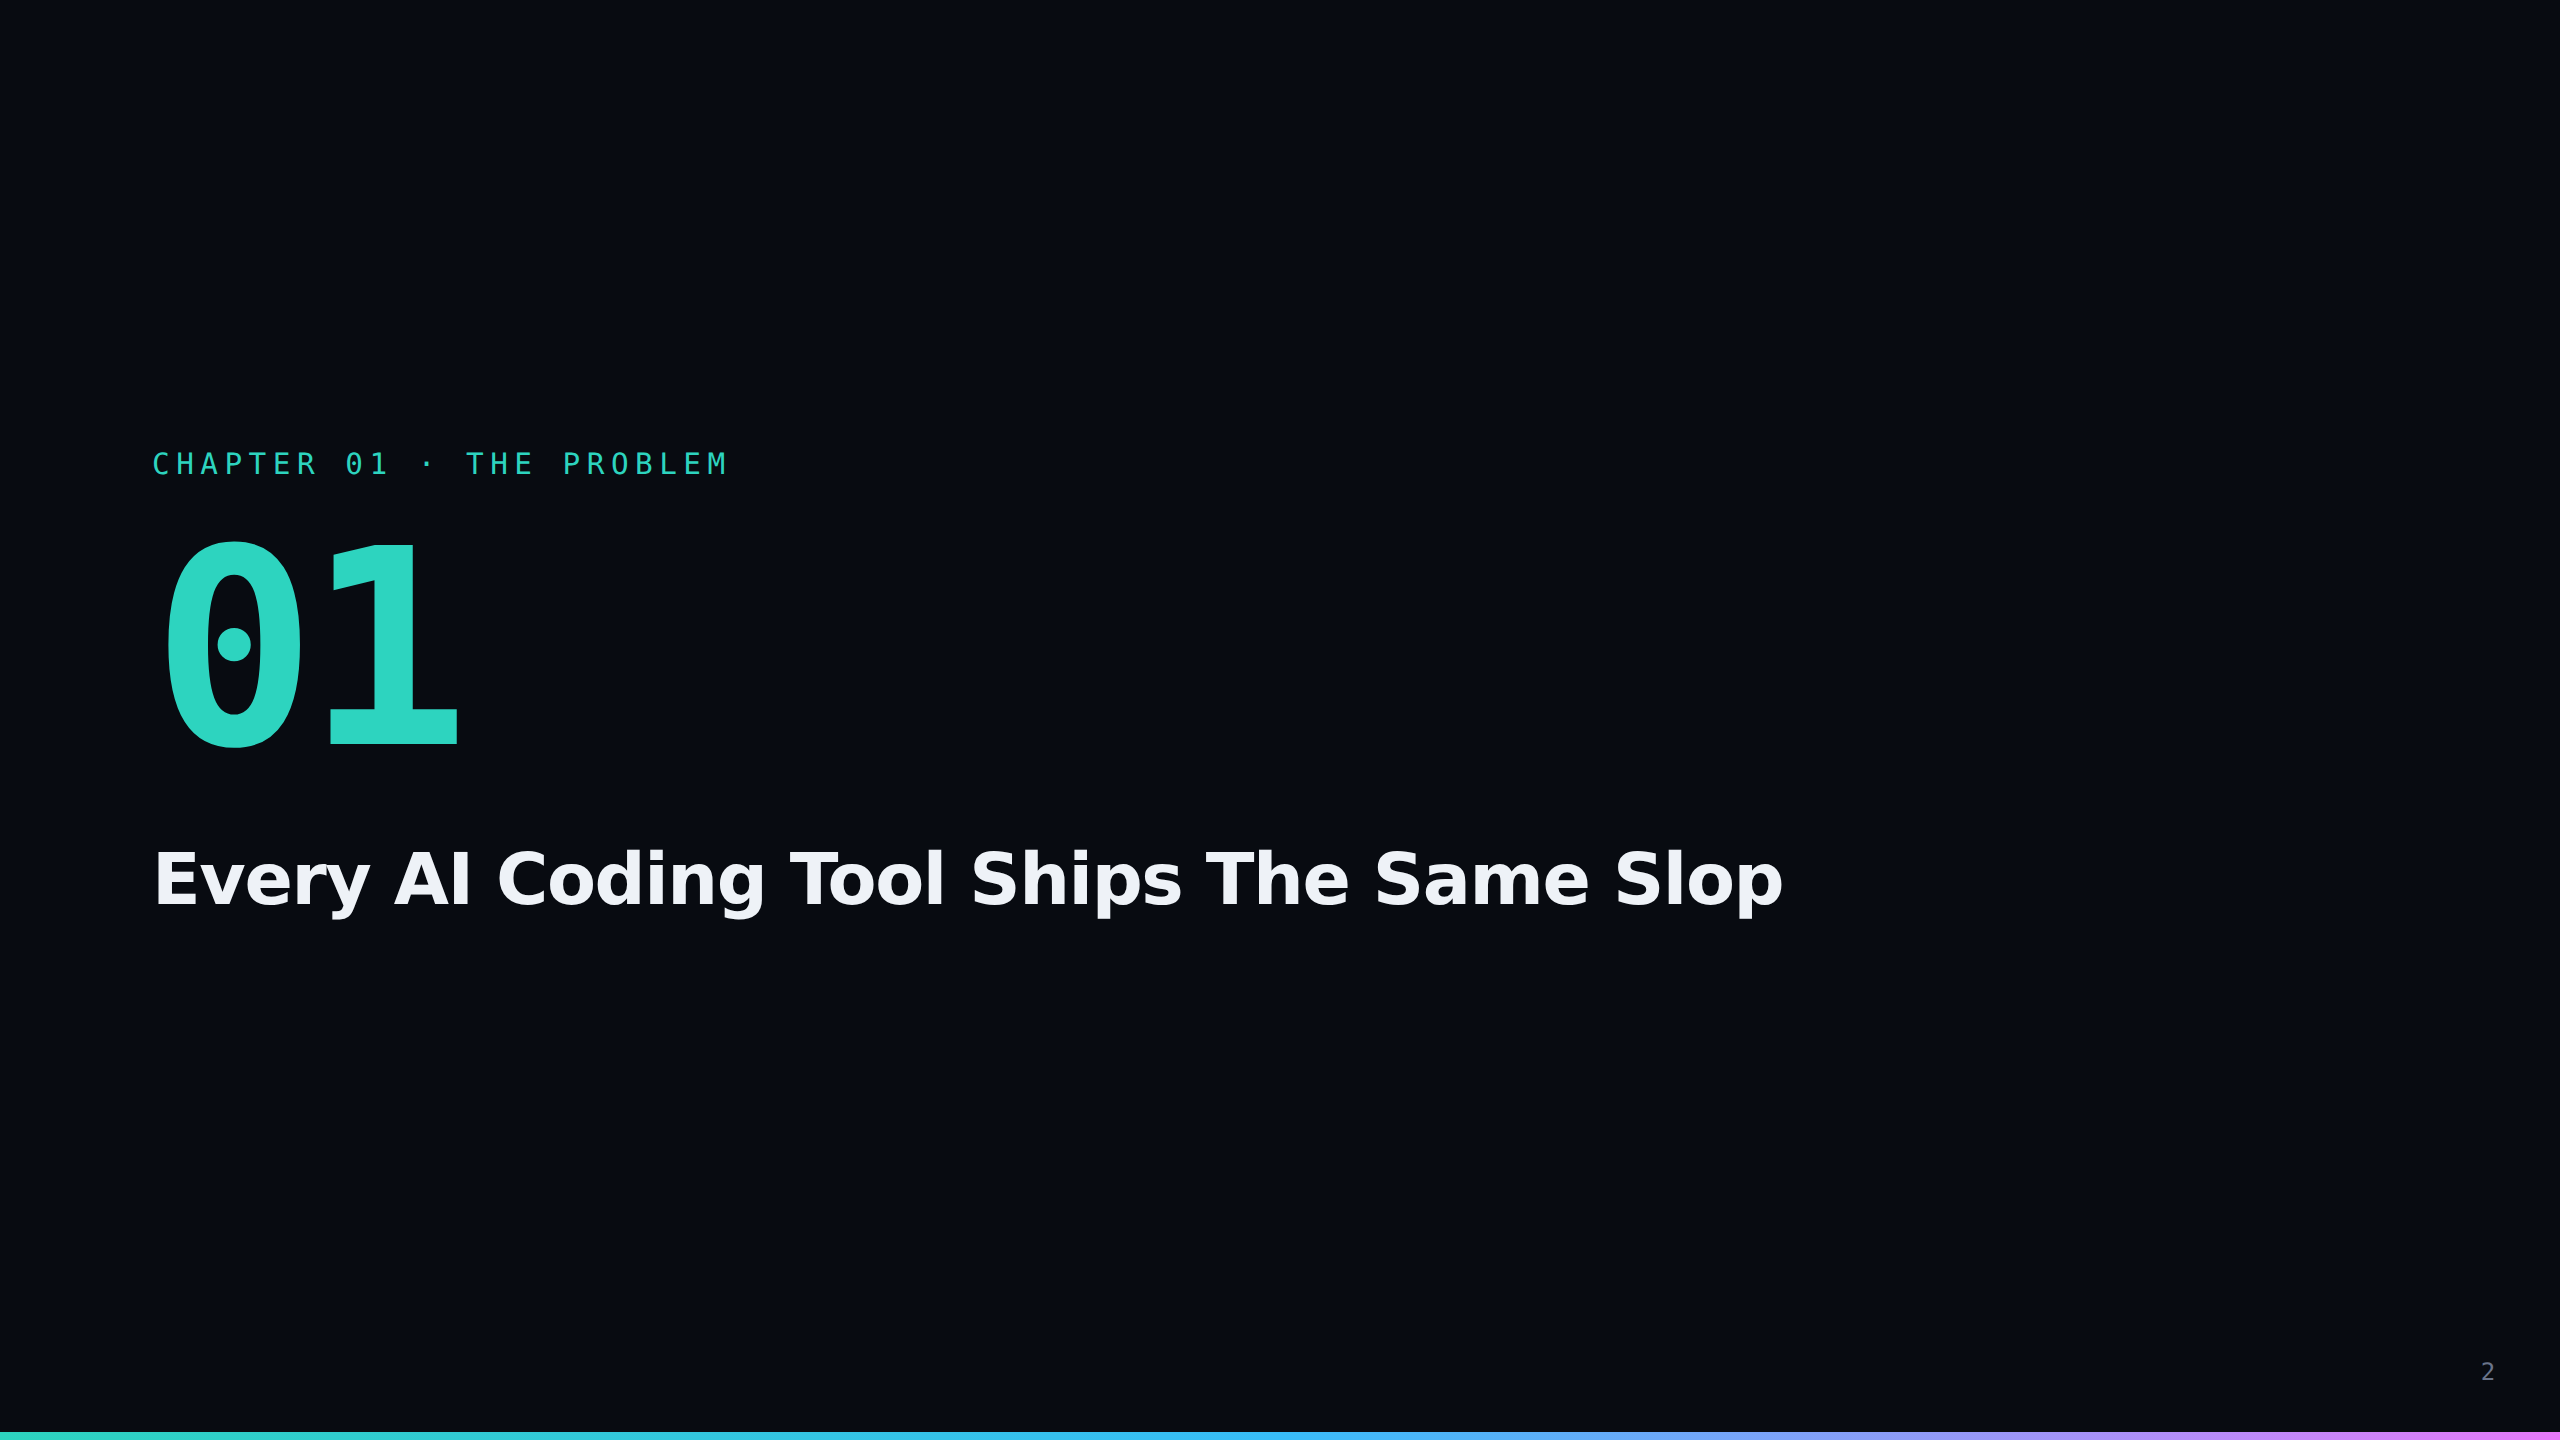 CHAPTER 01 · THE PROBLEM
01
Every AI Coding Tool Ships The Same Slop
2